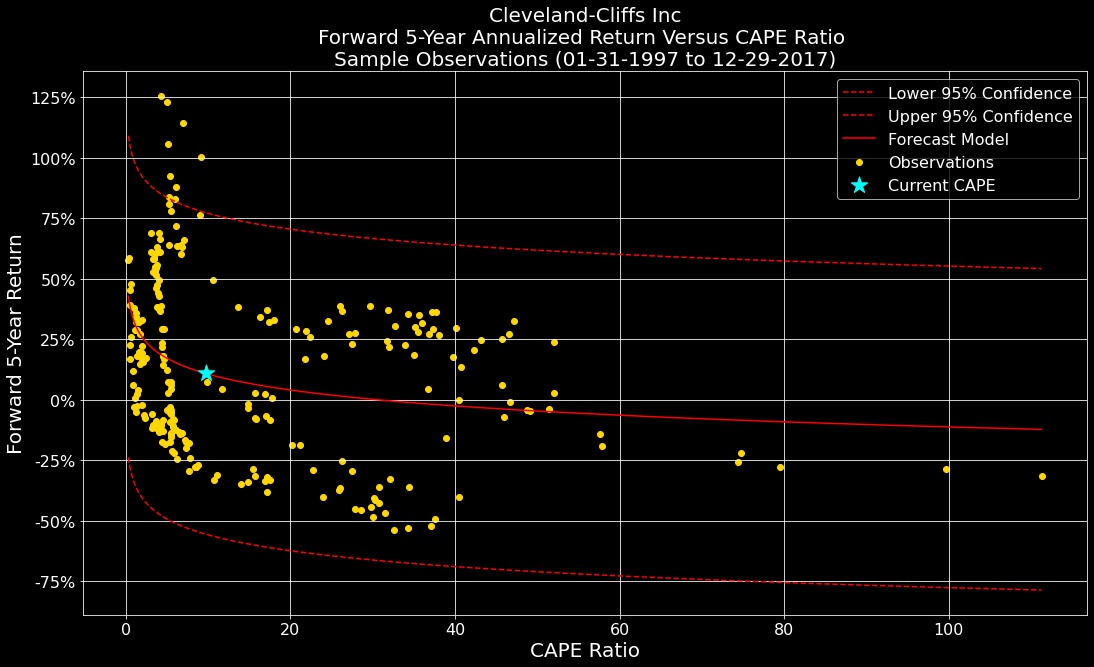 Cleveland-Cliffs Inc
Forward 5-Year Annualized Return Versus CAPE Ratio
Sample Observations (01-31-1997 to 12-29-2017)
Lower 95% Confidence
Upper 95% Confidence
Forecast Model
Observations
Current CAPE
Forward 5-Year Return
125%
100%
75%
50%
25%
0%
-25%
-50%
-75%
0
20
40
60
80
100
CAPE Ratio